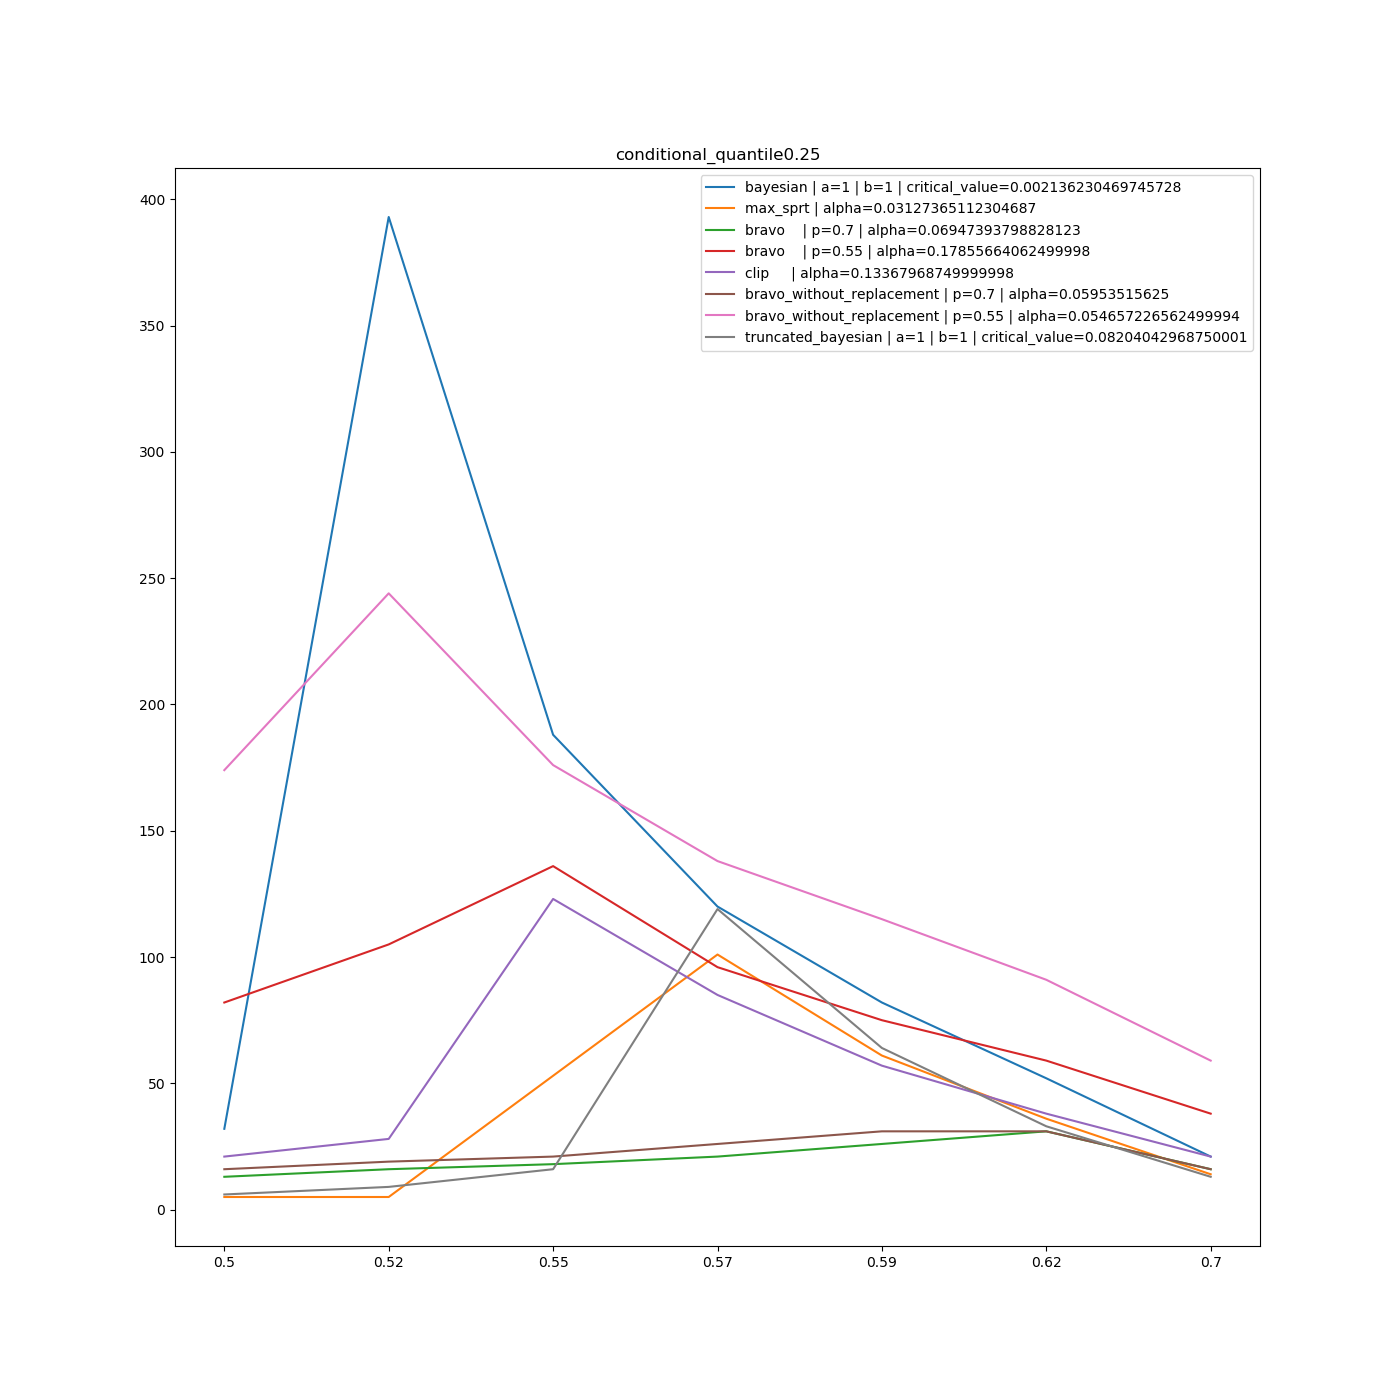 conditional_quantile0.25
bayesian | a=1 | b=1 | critical_value=0.002136230469745728
max_sprt | alpha=0.03127365112304687
bravo    | p=0.7 | alpha=0.06947393798828123
bravo    | p=0.55 | alpha=0.17855664062499998
clip     | alpha=0.13367968749999998
bravo_without_replacement | p=0.7 | alpha=0.05953515625
bravo_without_replacement | p=0.55 | alpha=0.054657226562499994
truncated_bayesian | a=1 | b=1 | critical_value=0.08204042968750001
400
350
300
250
200
150
100
50
0
0.5 0.52 0.55 0.57 0.59 0.62 0.7